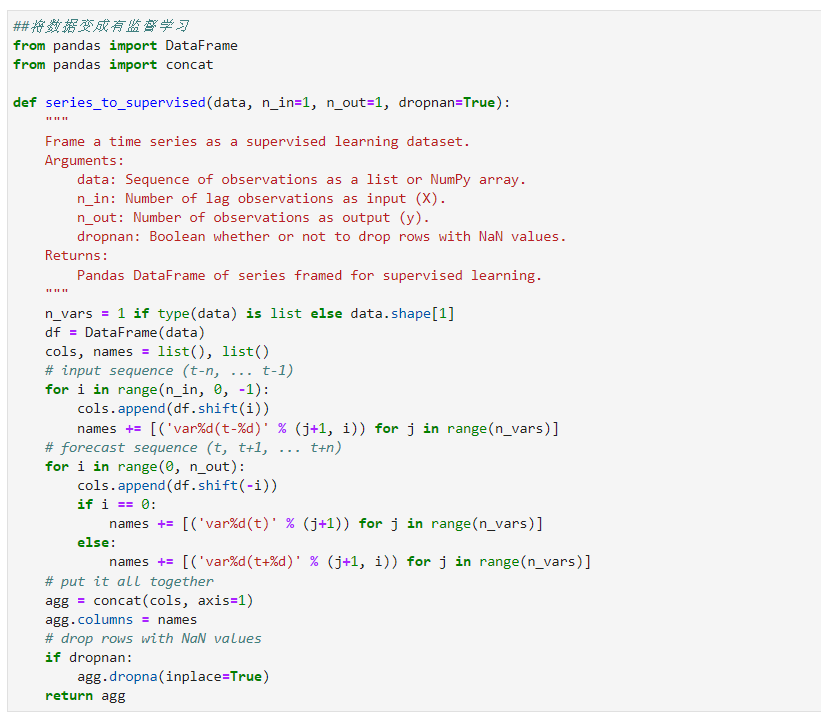 ##将数据变成有监督学习
from pandas import DataFrame
from pandas import concat

def series_to_supervised(data, n_in=1, n_out=1, dropnan=True):
    """
    Frame a time series as a supervised learning dataset.
    Arguments:
        data: Sequence of observations as a list or NumPy array.
        n_in: Number of lag observations as input (X).
        n_out: Number of observations as output (y).
        dropnan: Boolean whether or not to drop rows with NaN values.
    Returns:
        Pandas DataFrame of series framed for supervised learning.
    """
    n_vars = 1 if type(data) is list else data.shape[1]
    df = DataFrame(data)
    cols, names = list(), list()
    # input sequence (t-n, ... t-1)
    for i in range(n_in, 0, -1):
        cols.append(df.shift(i))
        names += [('var%d(t-%d)' % (j+1, i)) for j in range(n_vars)]
    # forecast sequence (t, t+1, ... t+n)
    for i in range(0, n_out):
        cols.append(df.shift(-i))
        if i == 0:
            names += [('var%d(t)' % (j+1)) for j in range(n_vars)]
        else:
            names += [('var%d(t+%d)' % (j+1, i)) for j in range(n_vars)]
    # put it all together
    agg = concat(cols, axis=1)
    agg.columns = names
    # drop rows with NaN values
    if dropnan:
        agg.dropna(inplace=True)
    return agg